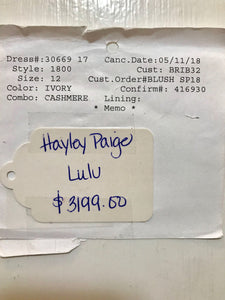 Dress#:30669 17 Canc.Date:05/11/18
Style: 1800 Cust: BRIB32
Size: 12 Cust.Order#BLUSH SP18
Color: IVORY Confirm#: 416930
Combo: CASHMERE Lining:
* Memo *
Hayley Paige
Lulu
$3199.00